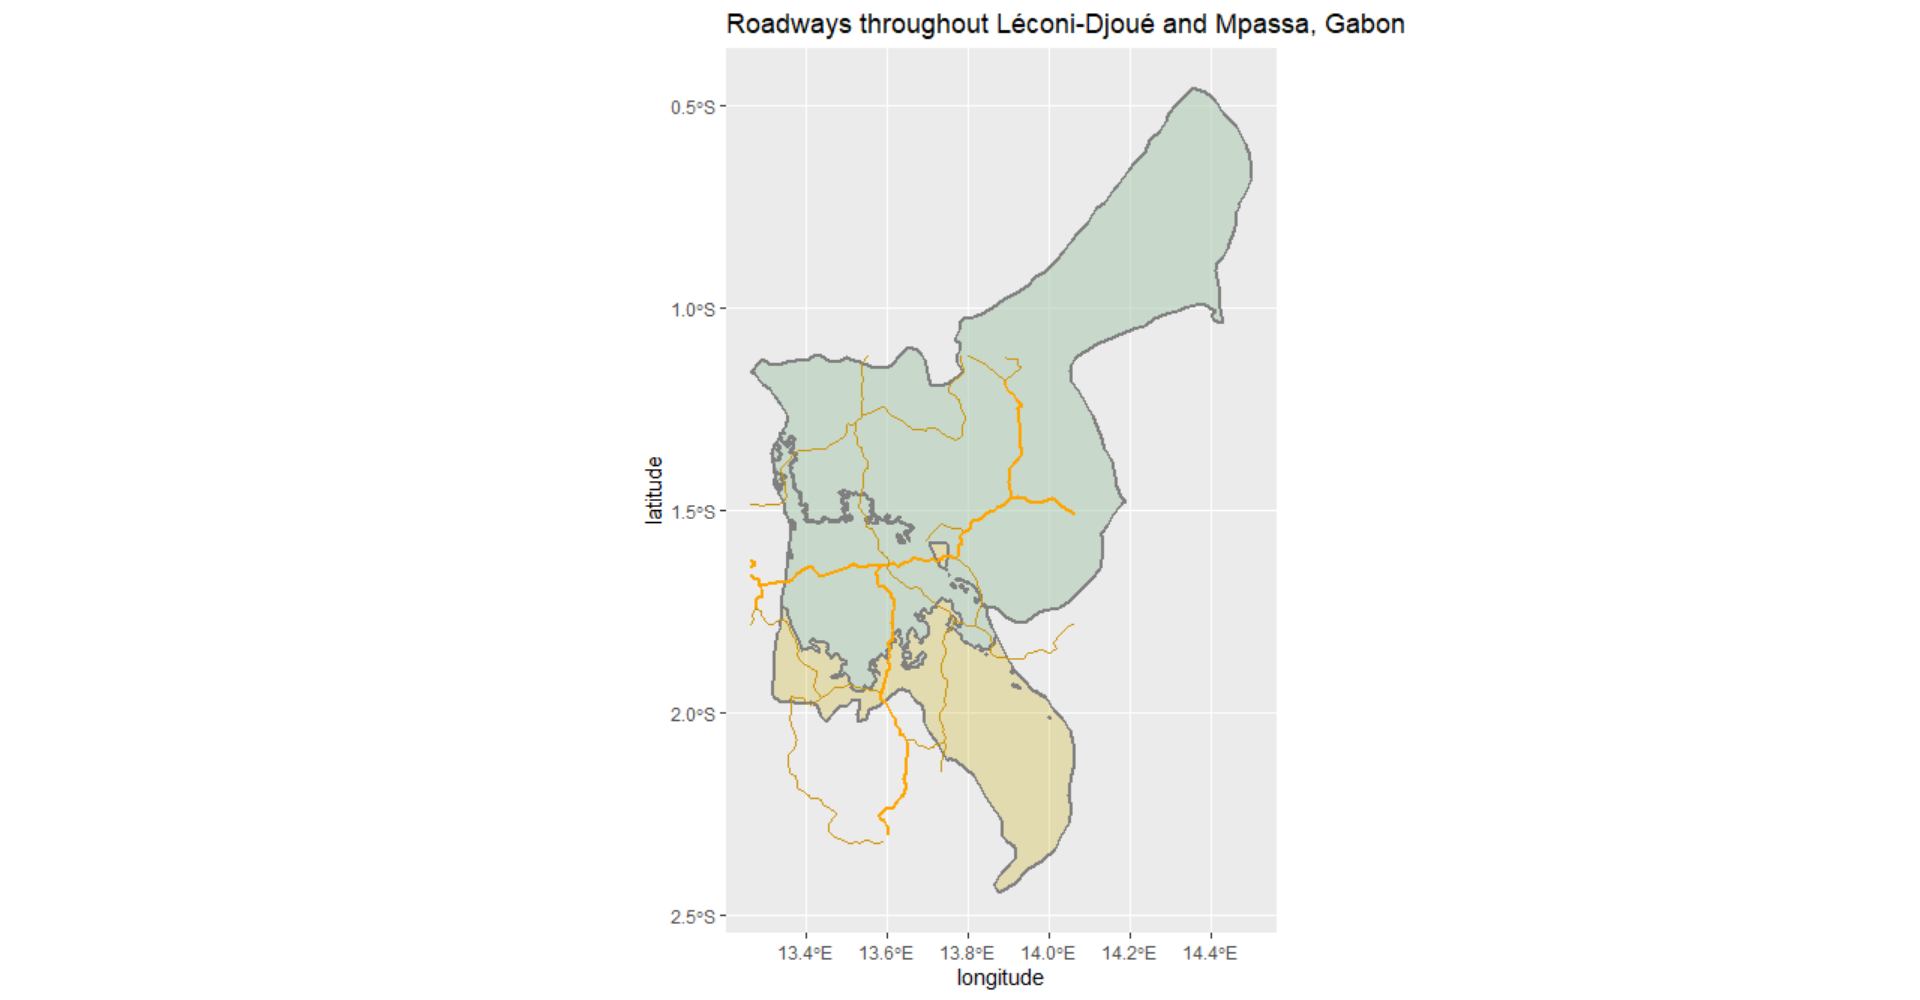 Roadways throughout Léconi-Djoué and Mpassa, Gabon
0.5°S
1.0°S
1.5°S
2.0°S
2.5°S
latitude
13.4°E 13.6°E 13.8°E 14.0°E 14.2°E 14.4°E
longitude